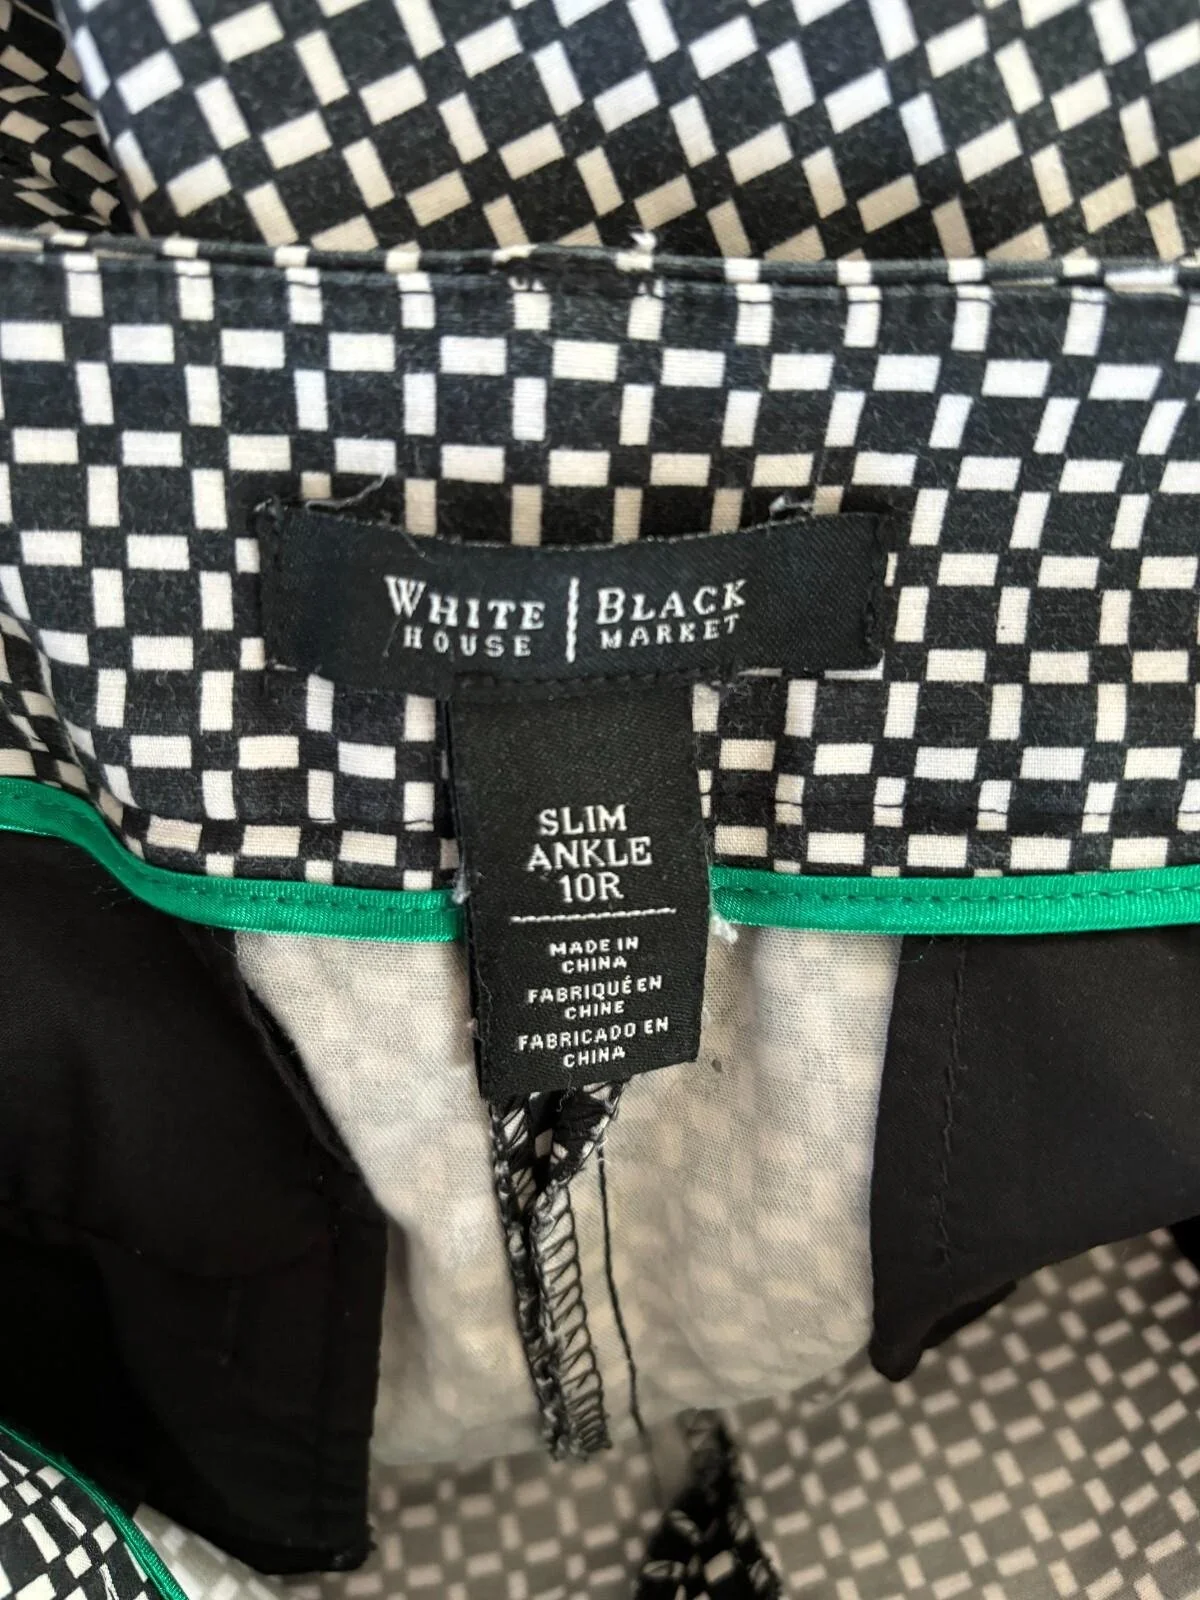 WHITE | BLACK
HOUSE | MARKET
SLIM
ANKLE
10R
MADE IN
CHINA
FABRIQUÉ EN
CHINE
FABRICADO EN
CHINA